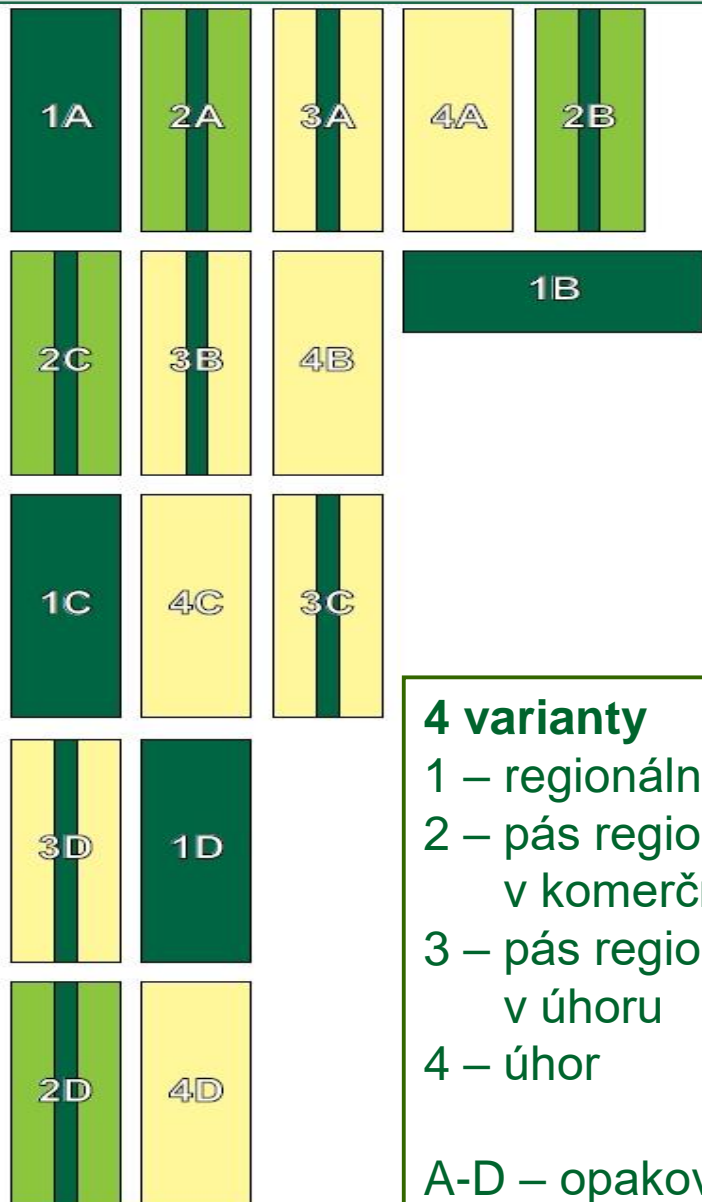 1A 2A 3A 4A 2B
2C 3B 4B 1B
1C 4C 3C
3D 1D
2D 4D
4 varianty
1 – regionáln
2 – pás regio
v komerč
3 – pás regio
v úhoru
4 – úhor
A-D – opakov